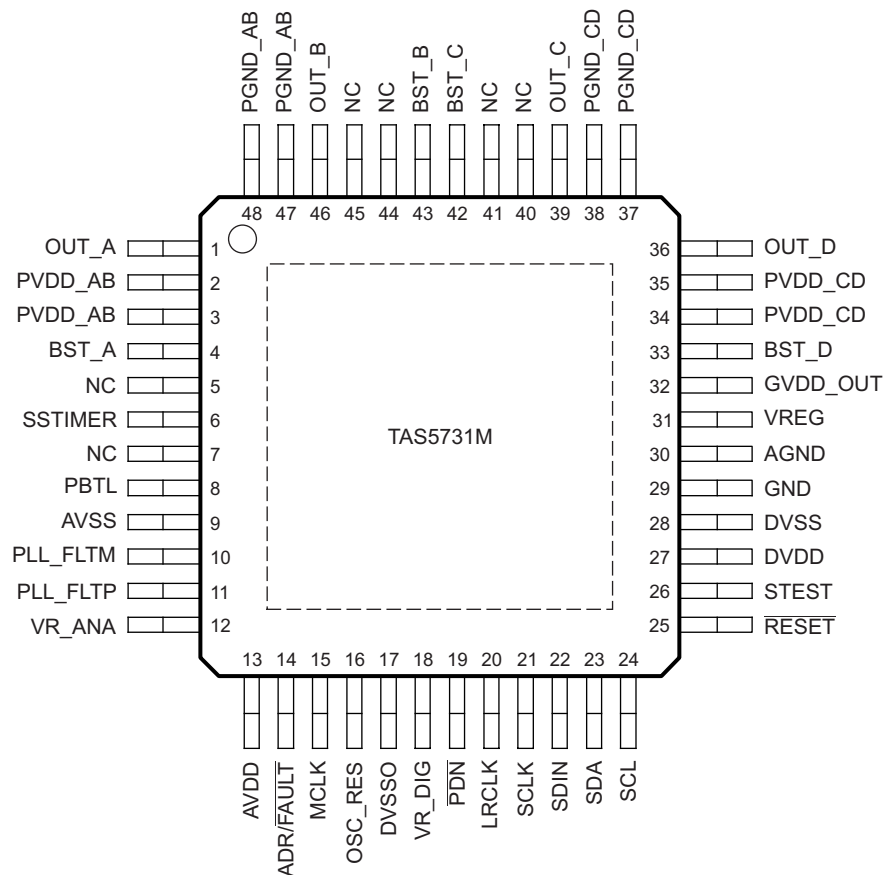 PGND_AB
PGND_AB
OUT_B
NC
NC
BST_B
BST_C
NC
NC
OUT_C
PGND_CD
PGND_CD
48 47 46 45 44 43 42 41 40 39 38 37
OUT_A 1 36 OUT_D
PVDD_AB 2 35 PVDD_CD
PVDD_AB 3 34 PVDD_CD
BST_A 4 33 BST_D
NC 5 32 GVDD_OUT
SSTIMER 6 31 VREG
TAS5731M
NC 7 30 AGND
PBTL 8 29 GND
AVSS 9 28 DVSS
PLL_FLTM 10 27 DVDD
PLL_FLTP 11 26 STEST
VR_ANA 12 25 RESET
13 14 15 16 17 18 19 20 21 22 23 24
AVDD
ADR/FAULT
MCLK
OSC_RES
DVSSO
VR_DIG
PDN
LRCLK
SCLK
SDIN
SDA
SCL